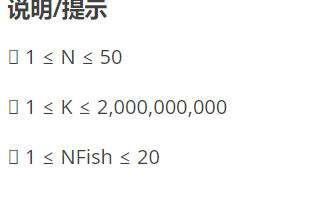 说明/提示
 1 ≤ N ≤ 50
 1 ≤ K ≤ 2,000,000,000
 1 ≤ NFish ≤ 20